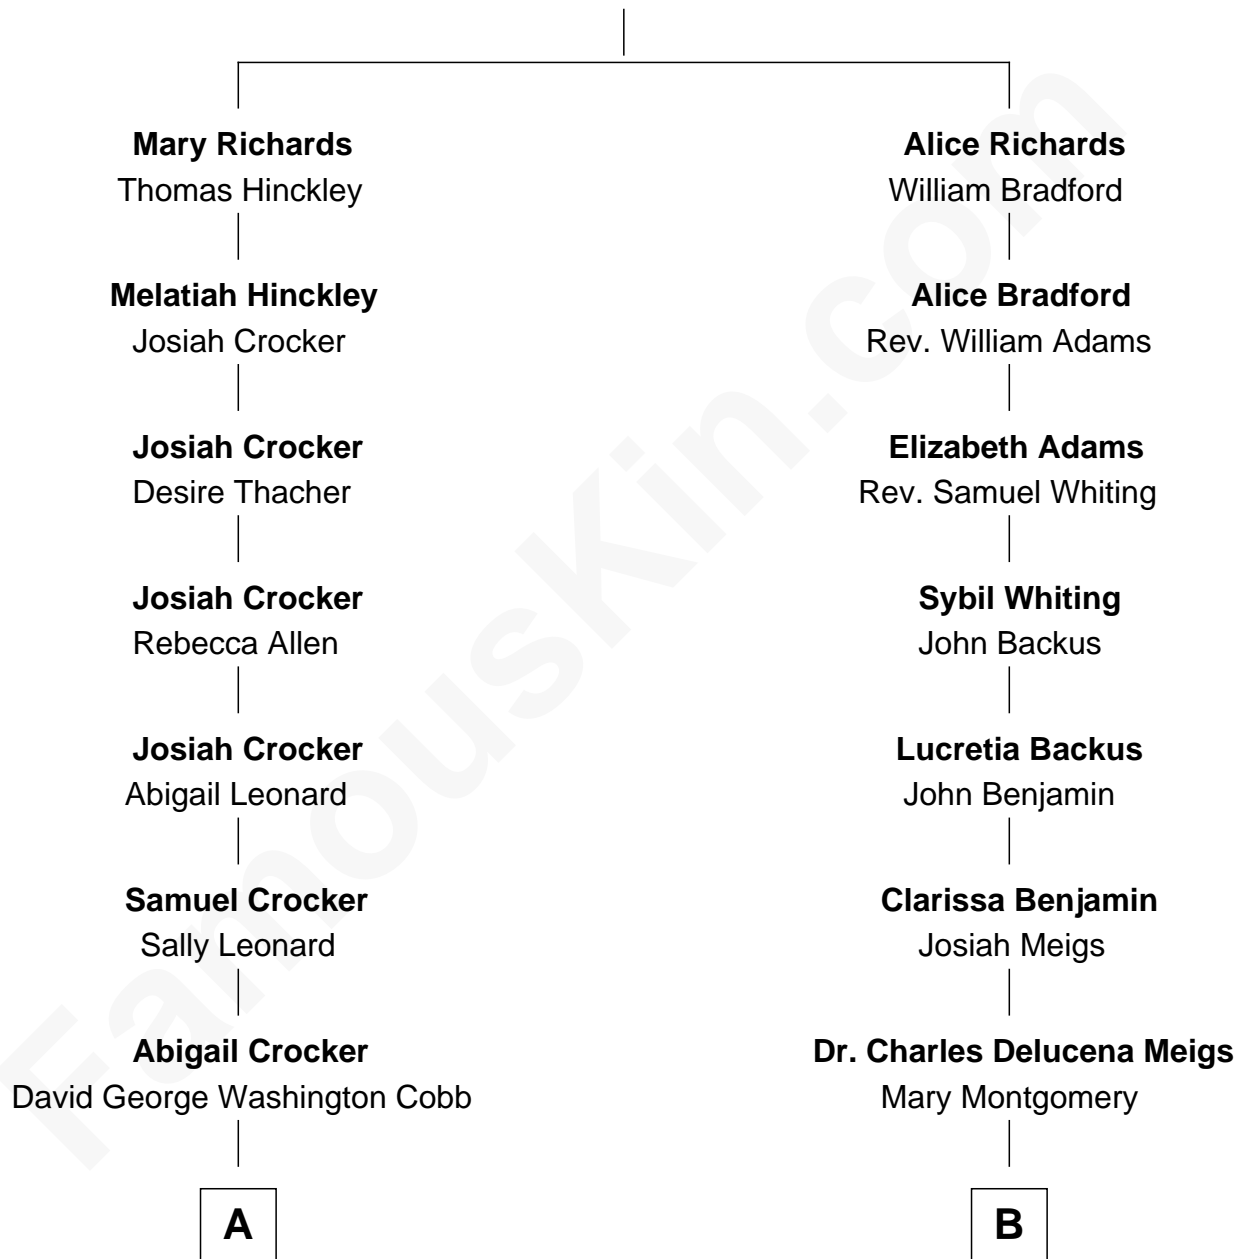 Mary Richards
Thomas Hinckley
Melatiah Hinckley
Josiah Crocker
Josiah Crocker
Desire Thacher
Josiah Crocker
Rebecca Allen
Josiah Crocker
Abigail Leonard
Samuel Crocker
Sally Leonard
Abigail Crocker
David George Washington Cobb
A
Alice Richards
William Bradford
Alice Bradford
Rev. William Adams
Elizabeth Adams
Rev. Samuel Whiting
Sybil Whiting
John Backus
Lucretia Backus
John Benjamin
Clarissa Benjamin
Josiah Meigs
Dr. Charles Delucena Meigs
Mary Montgomery
B
FamousKin.com